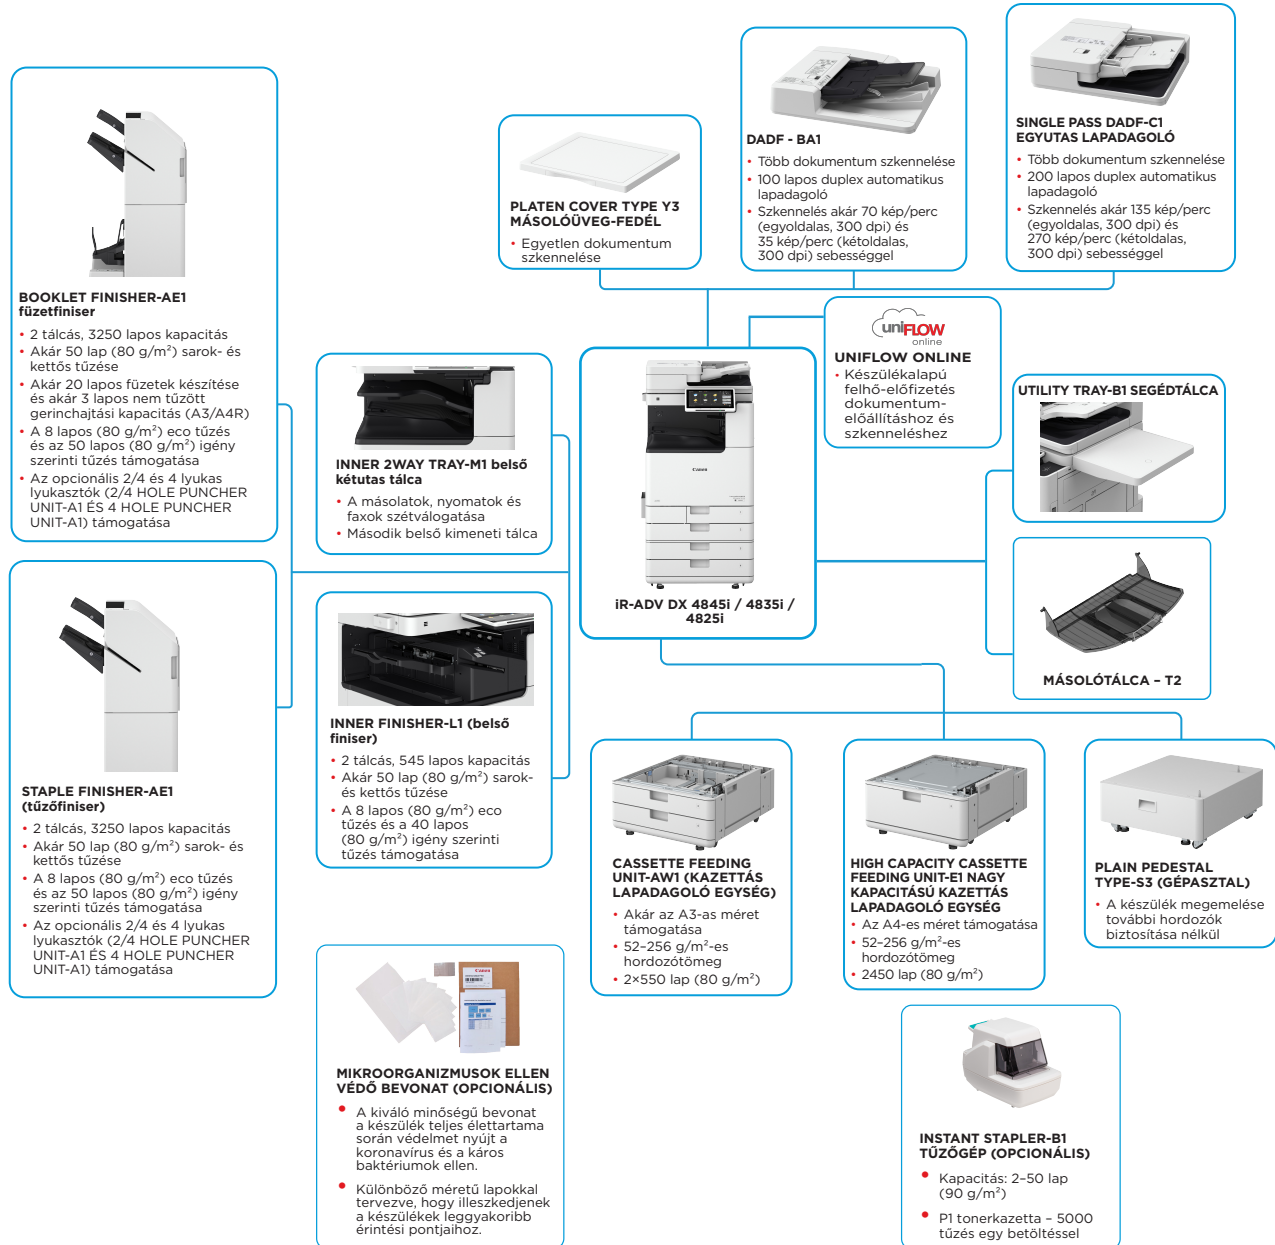 BOOKLET FINISHER-AE1
füzetfiniser
• 2 tálcás, 3250 lapos kapacitás
• Akár 50 lap (80 g/m²) sarok- és
kettős tűzése
• Akár 20 lapos füzetek készítése
és akár 3 lapos nem tűzött
gerinchajtási kapacitás (A3/A4R)
• A 8 lapos (80 g/m²) eco tűzés
és az 50 lapos (80 g/m²) igény
szerinti tűzés támogatása
• Az opcionális 2/4 és 4 lyukas
lyukasztók (2/4 HOLE PUNCHER
UNIT-A1 ÉS 4 HOLE PUNCHER
UNIT-A1) támogatása
STAPLE FINISHER-AE1
(tűzőfiniser)
• 2 tálcás, 3250 lapos kapacitás
• Akár 50 lap (80 g/m²) sarok- és
kettős tűzése
• A 8 lapos (80 g/m²) eco tűzés
és az 50 lapos (80 g/m²) igény
szerinti tűzés támogatása
• Az opcionális 2/4 és 4 lyukas
lyukasztók (2/4 HOLE PUNCHER
UNIT-A1 ÉS 4 HOLE PUNCHER
UNIT-A1) támogatása
INNER 2WAY TRAY-M1 belső
kétutas tálca
• A másolatok, nyomatok és
faxok szétválogatása
• Második belső kimeneti tálca
INNER FINISHER-L1 (belső
finiser)
• 2 tálcás, 545 lapos kapacitás
• Akár 50 lap (80 g/m²) sarok-
és kettős tűzése
• A 8 lapos (80 g/m²) eco
tűzés és a 40 lapos
(80 g/m²) igény szerinti
tűzés támogatása
PLATEN COVER TYPE Y3
MÁSOLÓÜVEG-FEDÉL
• Egyetlen dokumentum
szkennelése
DADF - BA1
• Több dokumentum szkennelése
• 100 lapos duplex automatikus
lapadagoló
• Szkennelés akár 70 kép/perc
(egyoldalas, 300 dpi) és
35 kép/perc (kétoldalas,
300 dpi) sebességgel
SINGLE PASS DADF-C1
EGYUTAS LAPADAGOLÓ
• Több dokumentum szkennelése
• 200 lapos duplex automatikus
lapadagoló
• Szkennelés akár 135 kép/perc
(egyoldalas, 300 dpi) és
270 kép/perc (kétoldalas,
300 dpi) sebességgel
uniFLOW
online
UNIFLOW ONLINE
• Készülékalapú
felhő-előfizetés
dokumentum-
előállításhoz és
szkenneléshez
Canon
iR-ADV DX 4845i / 4835i /
4825i
UTILITY TRAY-B1 SEGÉDTÁLCA
MÁSOLÓTÁLCA – T2
CASSETTE FEEDING
UNIT-AW1 (KAZETTÁS
LAPADAGOLÓ EGYSÉG)
• Akár az A3-as méret
támogatása
• 52–256 g/m²-es
hordozótömeg
• 2×550 lap (80 g/m²)
HIGH CAPACITY CASSETTE
FEEDING UNIT-E1 NAGY
KAPACITÁSÚ KAZETTÁS
LAPADAGOLÓ EGYSÉG
• Az A4-es méret támogatása
• 52–256 g/m²-es
hordozótömeg
• 2450 lap (80 g/m²)
PLAIN PEDESTAL
TYPE-S3 (GÉPASZTAL)
• A készülék megemelése
további hordozók
biztosítása nélkül
Canon
MIKROORGANIZMUSOK ELLEN
VÉDŐ BEVONAT (OPCIONÁLIS)
• A kiváló minőségű bevonat
a készülék teljes élettartama
során védelmet nyújt a
koronavírus és a káros
baktériumok ellen.
• Különböző méretű lapokkal
tervezve, hogy illeszkedjenek
a készülékek leggyakoribb
érintési pontjaihoz.
INSTANT STAPLER-B1
TŰZŐGÉP (OPCIONÁLIS)
• Kapacitás: 2–50 lap
(90 g/m²)
• P1 tonerkazetta – 5000
tűzés egy betöltéssel